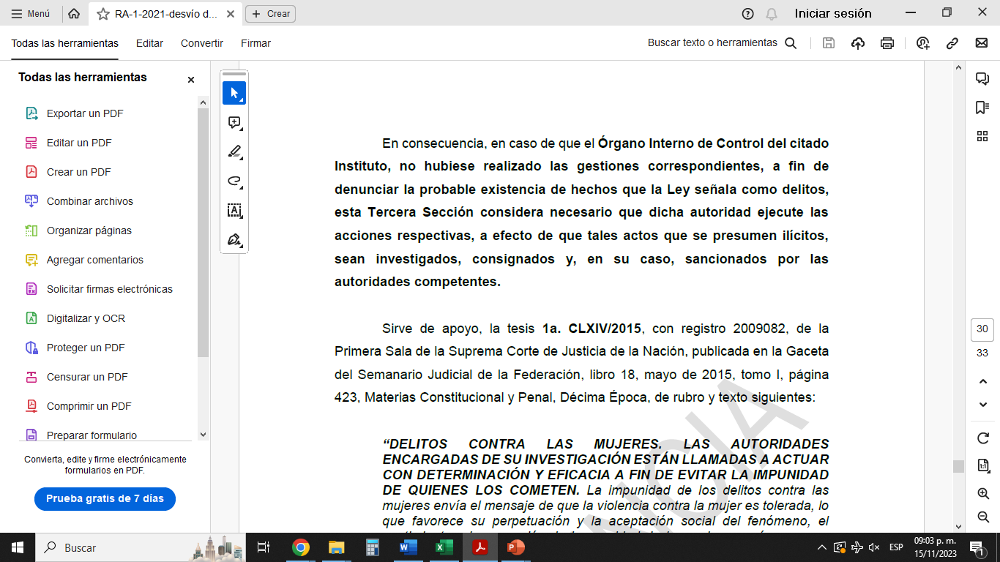 Menú
RA-1-2021-desvío d...
Crear
Iniciar sesión
Todas las herramientas
Editar
Convertir
Firmar
Buscar texto o herramientas
Todas las herramientas
Exportar un PDF
Editar un PDF
Crear un PDF
Combinar archivos
Organizar páginas
Agregar comentarios
Solicitar firmas electrónicas
Digitalizar y OCR
Proteger un PDF
Censurar un PDF
Comprimir un PDF
Preparar formulario
Convierta, edite y firme electrónicamente
formularios en PDF.
Prueba gratis de 7 días
En consecuencia, en caso de que el Órgano Interno de Control del citado
Instituto, no hubiese realizado las gestiones correspondientes, a fin de
denunciar la probable existencia de hechos que la Ley señala como delitos,
esta Tercera Sección considera necesario que dicha autoridad ejecute las
acciones respectivas, a efecto de que tales actos que se presumen ilícitos,
sean investigados, consignados y, en su caso, sancionados por las
autoridades competentes.
Sirve de apoyo, la tesis 1a. CLXIV/2015, con registro 2009082, de la
Primera Sala de la Suprema Corte de Justicia de la Nación, publicada en la Gaceta
del Semanario Judicial de la Federación, libro 18, mayo de 2015, tomo I, página
423, Materias Constitucional y Penal, Décima Época, de rubro y texto siguientes:
“DELITOS CONTRA LAS MUJERES. LAS AUTORIDADES
ENCARGADAS DE SU INVESTIGACIÓN ESTÁN LLAMADAS A ACTUAR
CON DETERMINACIÓN Y EFICACIA A FIN DE EVITAR LA IMPUNIDAD
DE QUIENES LOS COMETEN. La impunidad de los delitos contra las
mujeres envía el mensaje de que la violencia contra la mujer es tolerada, lo
que favorece su perpetuación y la aceptación social del fenómeno, el
NCIA
30
33
1:1
Buscar
ESP
09:03 p. m.
15/11/2023
1